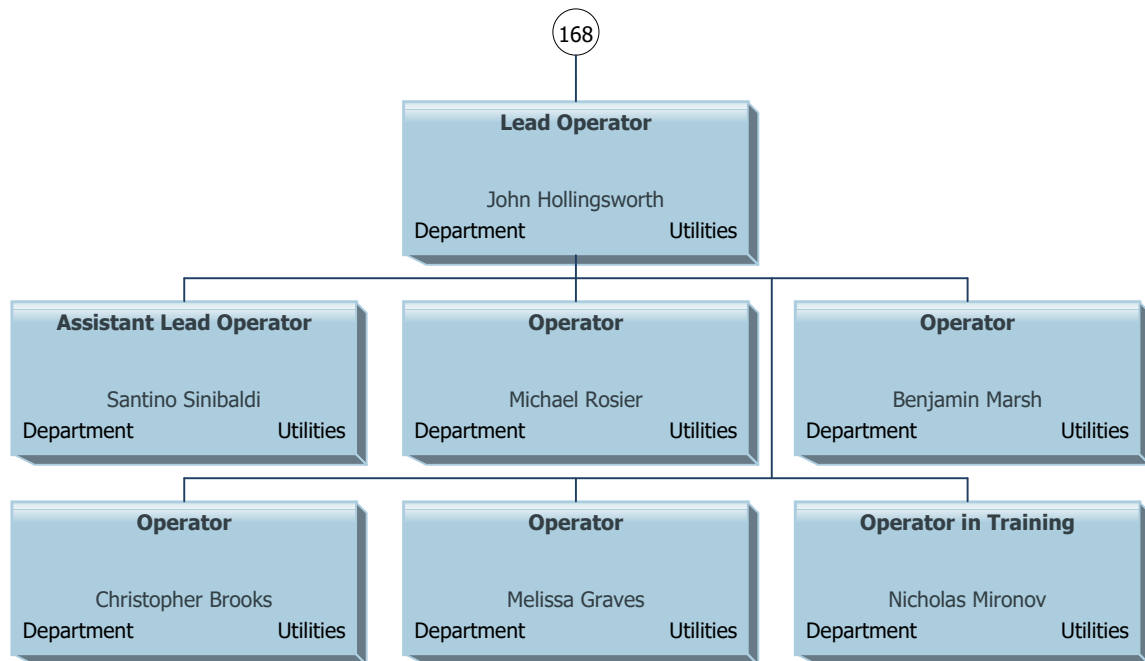 168
Lead Operator
John Hollingsworth
Department Utilities
Assistant Lead Operator
Santino Sinibaldi
Department Utilities
Operator
Michael Rosier
Department Utilities
Operator
Benjamin Marsh
Department Utilities
Operator
Christopher Brooks
Department Utilities
Operator
Melissa Graves
Department Utilities
Operator in Training
Nicholas Mironov
Department Utilities